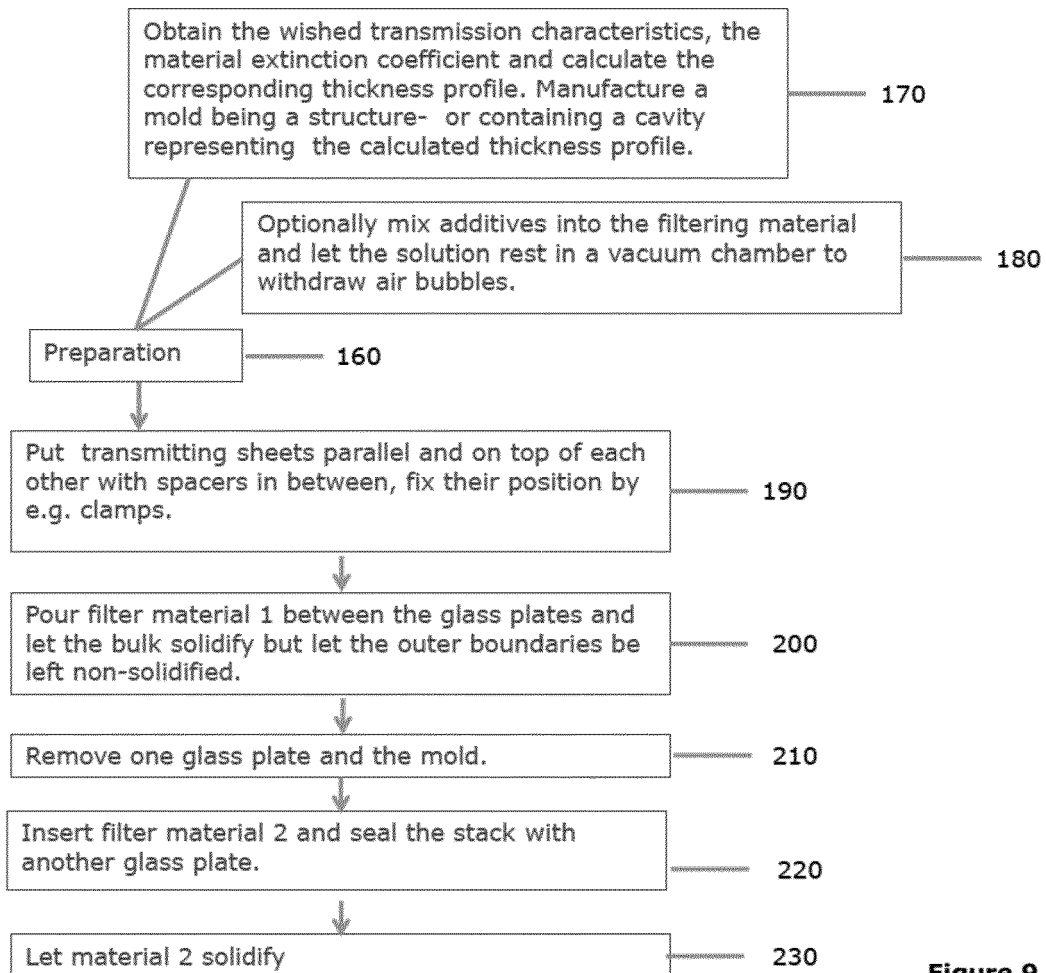 Obtain the wished transmission characteristics, the
material extinction coefficient and calculate the
corresponding thickness profile. Manufacture a
mold being a structure- or containing a cavity
representing the calculated thickness profile.
170
Optionally mix additives into the filtering material
and let the solution rest in a vacuum chamber to
withdraw air bubbles.
180
Preparation
160
Put transmitting sheets parallel and on top of each
other with spacers in between, fix their position by
e.g. clamps.
190
Pour filter material 1 between the glass plates and
let the bulk solidify but let the outer boundaries be
left non-solidified.
200
Remove one glass plate and the mold.
210
Insert filter material 2 and seal the stack with
another glass plate.
220
Let material 2 solidify
230
Figure 9